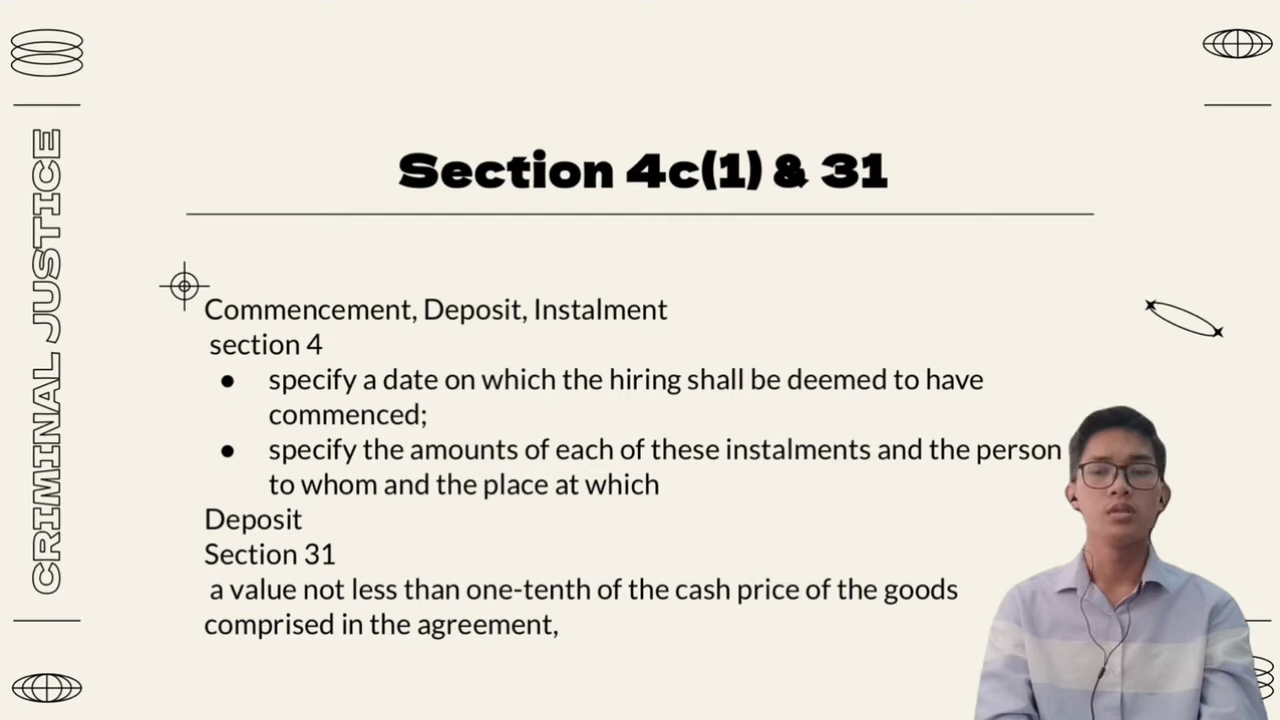 CRIMINAL JUSTICE
Section 4c(1) & 31
Commencement, Deposit, Instalment
section 4
● specify a date on which the hiring shall be deemed to have
commenced;
● specify the amounts of each of these instalments and the person
to whom and the place at which
Deposit
Section 31
a value not less than one-tenth of the cash price of the goods
comprised in the agreement,